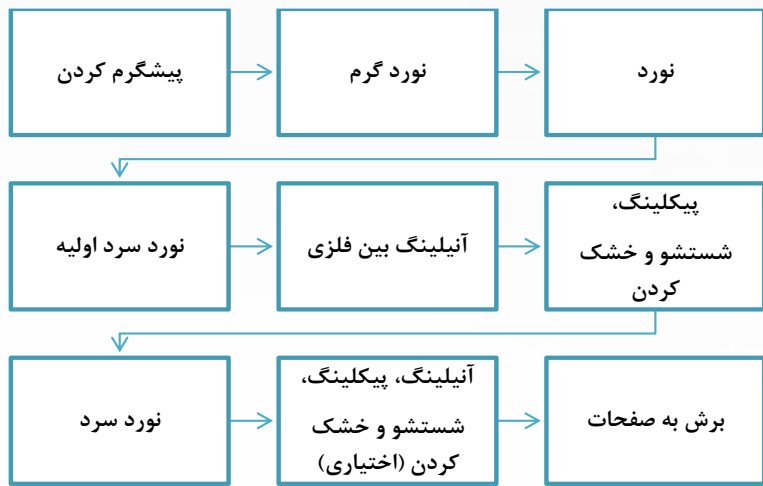 پیشگرم کردن
نورد گرم
نورد
نورد سرد اولیه
آنیلینگ بین فلزی
پیکلینگ،
شستشو و خشک
کردن
نورد سرد
آنیلینگ، پیکلینگ،
شستشو و خشک
کردن (اختیاری)
برش به صفحات